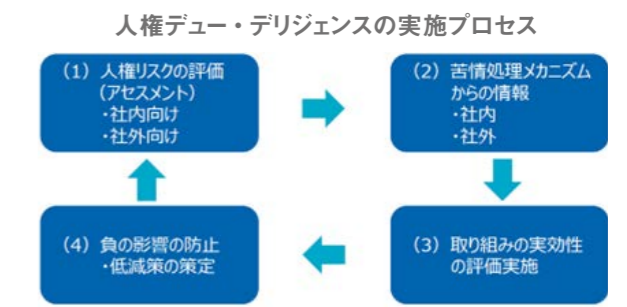 人権デュー・デリジェンスの実施プロセス
(1) 人権リスクの評価
(アセスメント)
・社内向け
・社外向け
(2) 苦情処理メカニズム
からの情報
・社内
・社外
(4) 負の影響の防止
・低減策の策定
(3) 取り組みの実効性
の評価実施